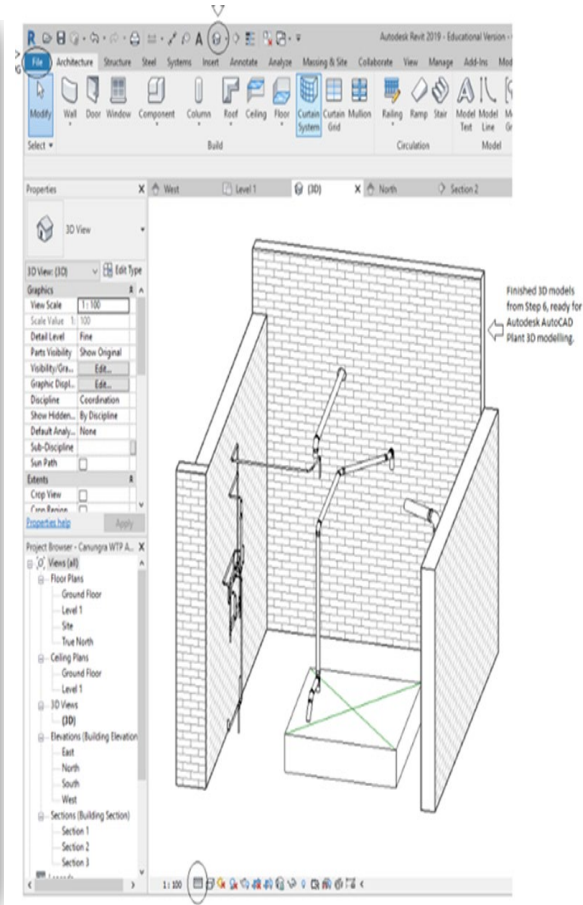 Autodesk Revit 2019 - Educational Version -
File Architecture Structure Steel Systems Insert Annotate Analyze Massing & Site Collaborate View Manage Add-Ins
Modify Wall Door Window Component Column Roof Ceiling Floor Curtain System Curtain Grid Mullion Railing Ramp Stair Model Text Model Line
Select Build Circulation Model
Properties X West Level 1 (3D) X North Section 2
3D View
3D View: (3D) Edit Type
Graphics
View Scale 1 : 100
Scale Value 1: 100
Detail Level Fine
Parts Visibility Show Original
Visibility/Gra... Edit...
Graphic Displ... Edit...
Discipline Coordination
Show Hidden... By Discipline
Default Analy... None
Sub-Discipline
Sun Path
Extents
Crop View
Crop Region
Properties help Apply
Project Browser - Canungra WTP A... X
Views (all)
Floor Plans
Ground Floor
Level 1
Site
True North
Ceiling Plans
Ground Floor
Level 1
3D Views
(3D)
Elevations (Building Elevation
East
North
South
West
Sections (Building Section)
Section 1
Section 2
Section 3
1 : 100
Finished 3D models
from Step 6, ready for
Autodesk AutoCAD
Plant 3D modelling.